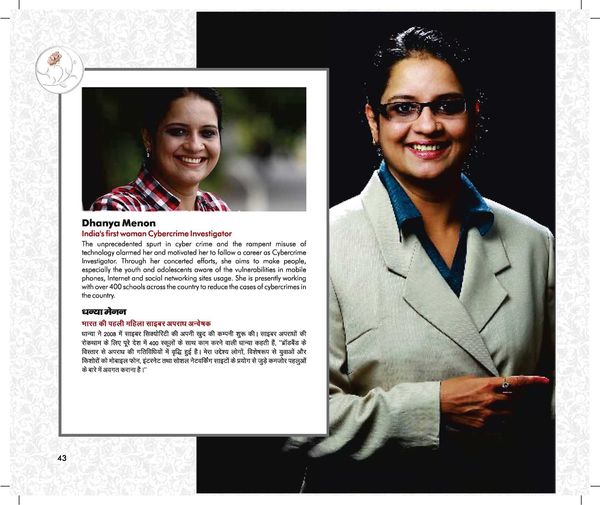 Dhanya Menon
India's first woman Cybercrime Investigator
The unprecedented spurt in cyber crime and the rampent misuse of
technology alarmed her and motivated her to follow a career as Cybercrime
Investigator. Through her concerted efforts, she aims to make people,
especially the youth and adolescents aware of the vulnerabilities in mobile
phones, Internet and social networking sites usage. She is presently working
with over 400 schools across the country to reduce the cases of cybercrimes in
the country.
धन्या मेनन
भारत की पहली महिला साइबर अपराध अन्वेषक
धान्या ने 2008 में साइबर सिक्योरिटी की अपनी खुद की कम्पनी शुरू की। साइबर अपराधों की
रोकथाम के लिए पूरे देश में 400 स्कूलों के साथ काम करने वाली धान्या कहती हैं, "ब्रॉडबैंड के
विस्तार से अपराध की गतिविधियों में वृद्धि हुई है। मेरा उद्देश्य लोगों, विशेषरूप से युवाओं और
किशोरों को मोबाइल फोन, इंटरनेट तथा सोशल नेटवर्किंग साइटों के प्रयोग से जुड़े कमजोर पहलुओं
के बारे में अवगत कराना है।"
43